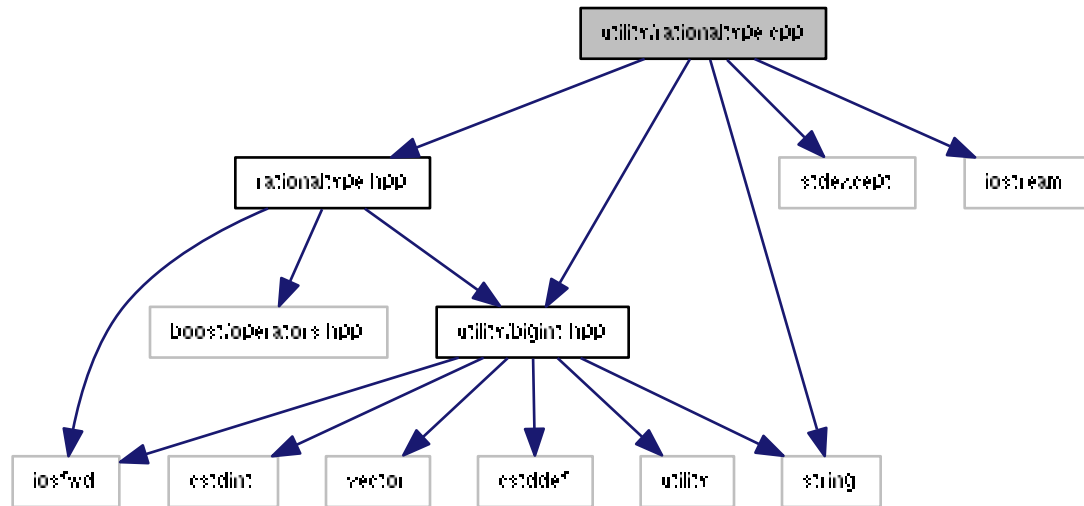 utility/rationaltype.cpp
rationaltype.hpp
stdexcept
iostream
boost/operators.hpp
utility/bigint.hpp
iosfwd
cstdint
vector
cstddef
utility
string